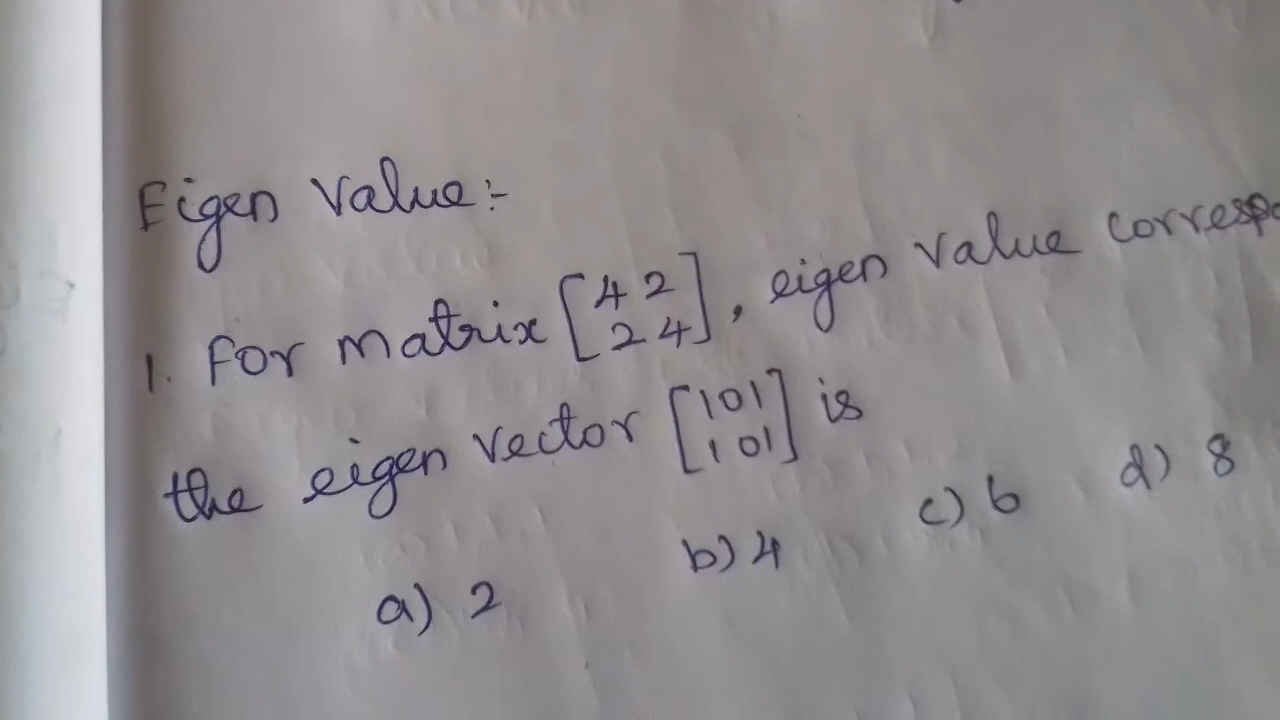 Eigen Value:-
1. For matrix [4 2
2 4], eigen value corresp
the eigen vector [101
101] is
a) 2 b) 4 c) 6 d) 8